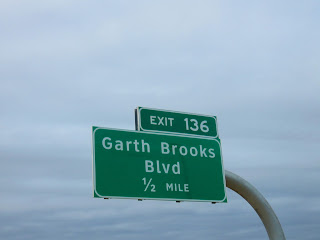 EXIT 136
Garth Brooks
Blvd
½ MILE